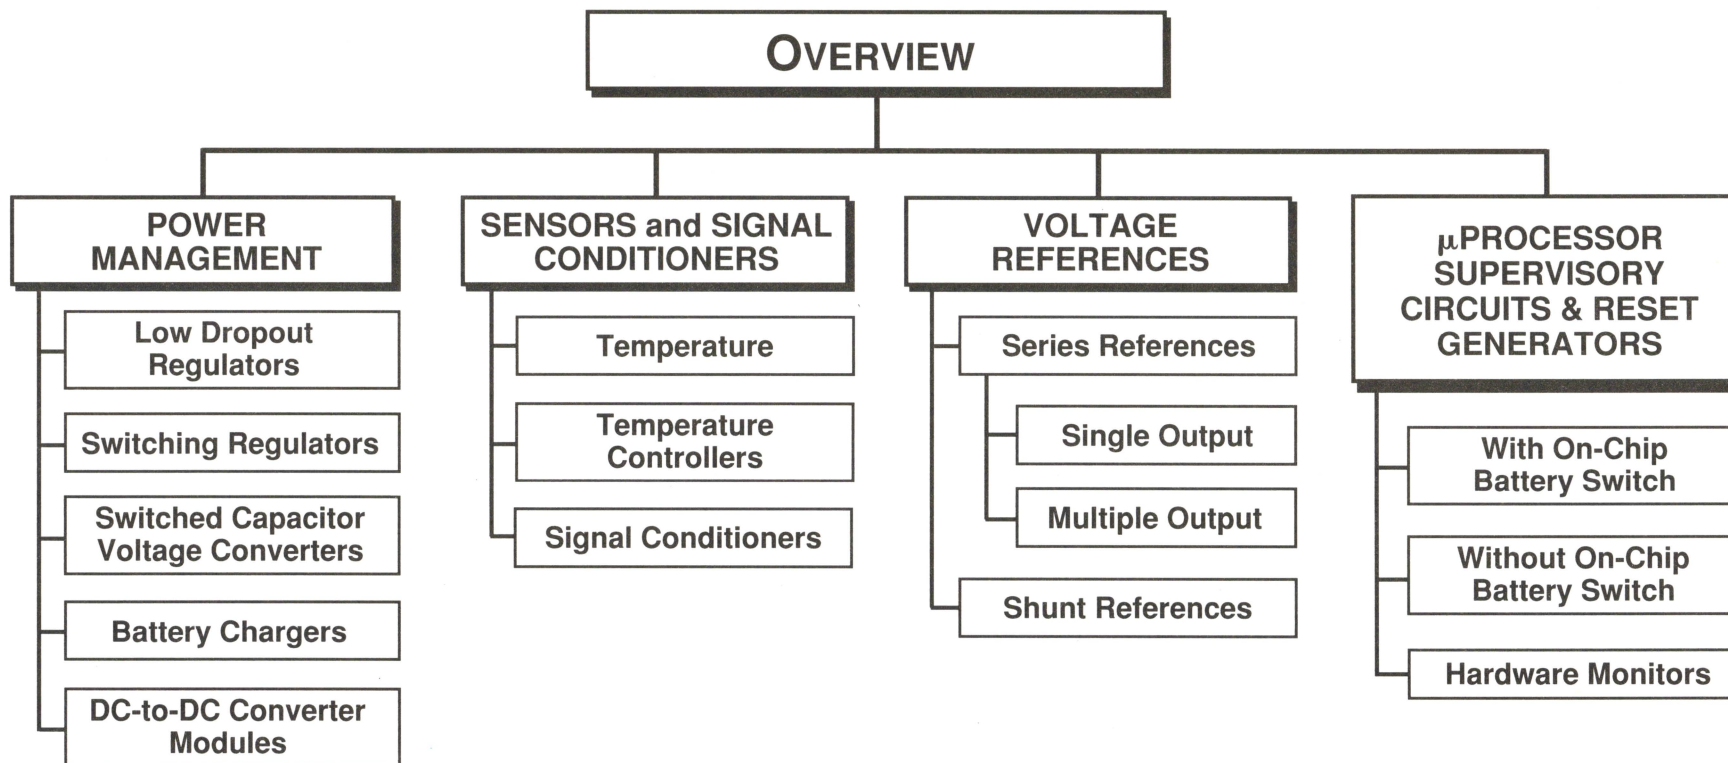 OVERVIEW
POWER
MANAGEMENT
Low Dropout
Regulators
Switching Regulators
Switched Capacitor
Voltage Converters
Battery Chargers
DC-to-DC Converter
Modules
SENSORS and SIGNAL
CONDITIONERS
Temperature
Temperature
Controllers
Signal Conditioners
VOLTAGE
REFERENCES
Series References
Single Output
Multiple Output
Shunt References
µPROCESSOR
SUPERVISORY
CIRCUITS & RESET
GENERATORS
With On-Chip
Battery Switch
Without On-Chip
Battery Switch
Hardware Monitors